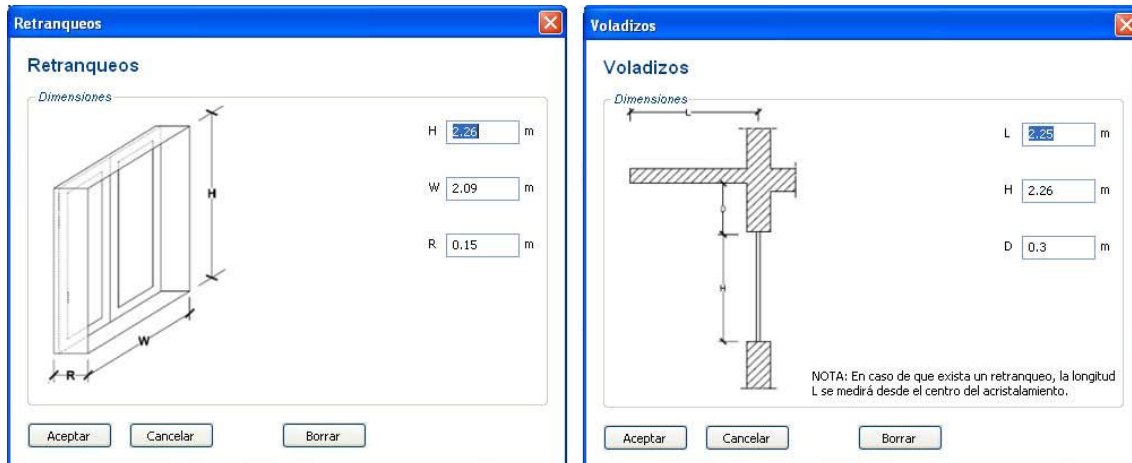 Retranqueos
Retranqueos
Dimensiones
H 2.26 m
W 2.09 m
R 0.15 m
H
W
R
Aceptar Cancelar Borrar
Voladizos
Voladizos
Dimensiones
L
L 2.25 m
H 2.26 m
D 0.3 m
D
H
NOTA: En caso de que exista un retranqueo, la longitud
L se medirá desde el centro del acristalamiento.
Aceptar Cancelar Borrar